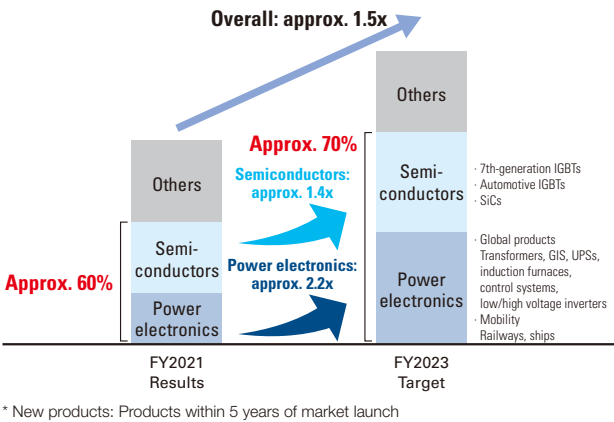 Overall: approx. 1.5x
Others
Approx. 70%
Semi-
conductors
· 7th-generation IGBTs
· Automotive IGBTs
· SiCs
Others
Semiconductors:
approx. 1.4x
Approx. 60%
Semi-
conductors
Power electronics:
approx. 2.2x
Power
electronics
· Global products
Transformers, GIS, UPSs,
induction furnaces,
control systems,
low/high voltage inverters
· Mobility
Railways, ships
Power
electronics
FY2021
Results
FY2023
Target
* New products: Products within 5 years of market launch